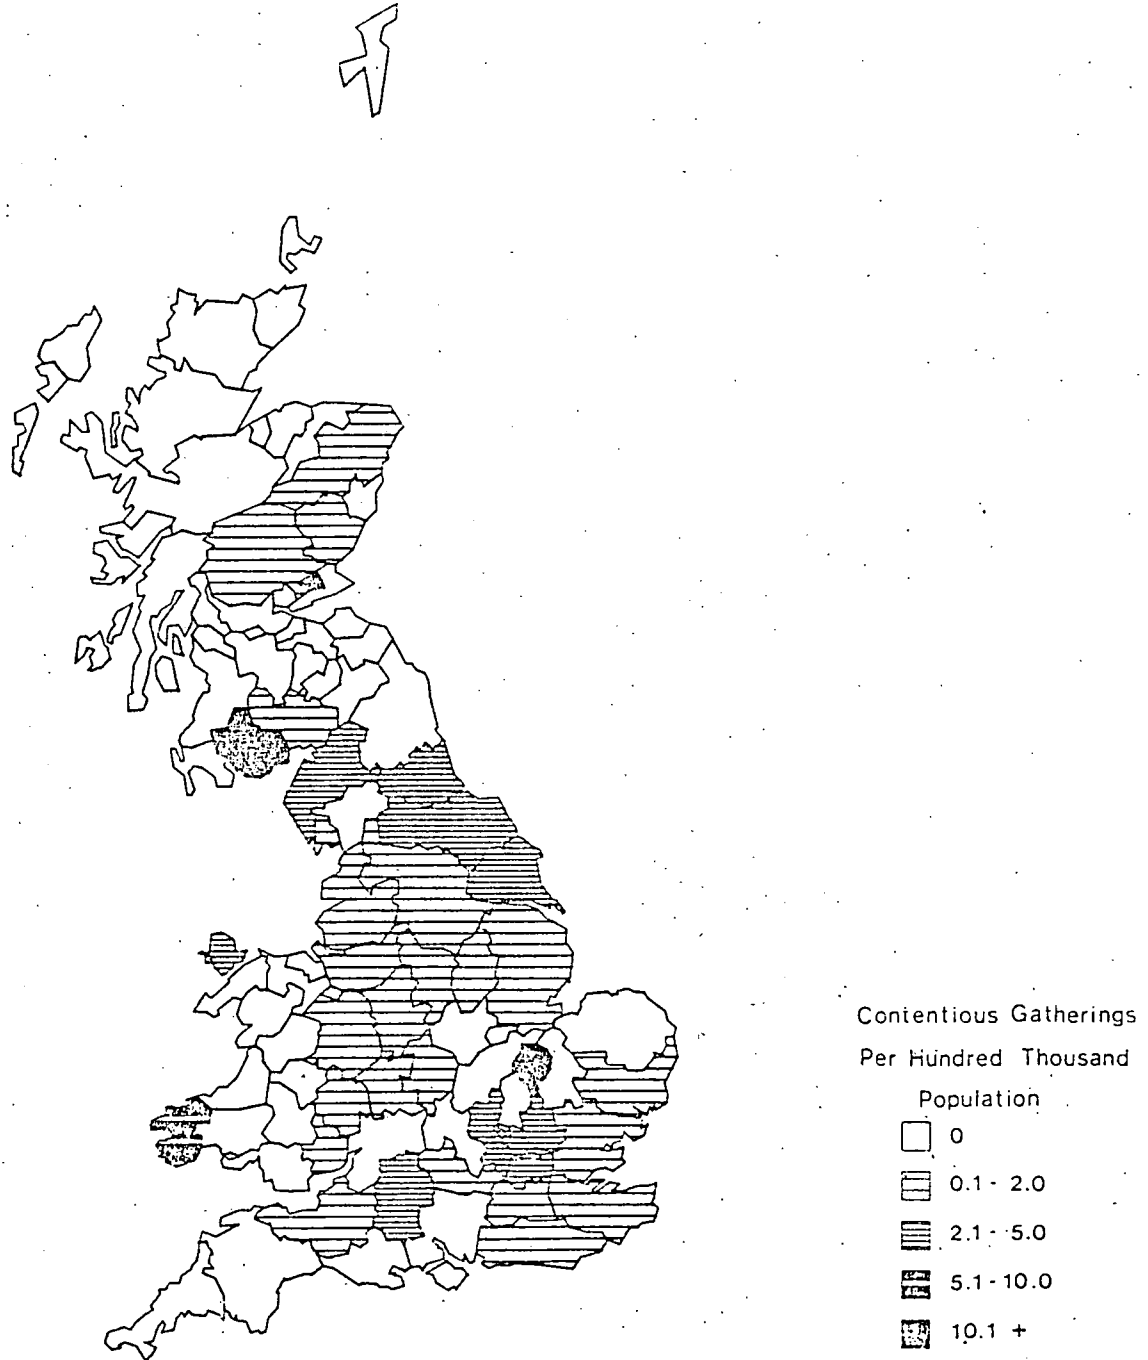 Contentious Gatherings
Per Hundred Thousand
Population
0
0.1 - 2.0
2.1 - 5.0
5.1 - 10.0
10.1 +